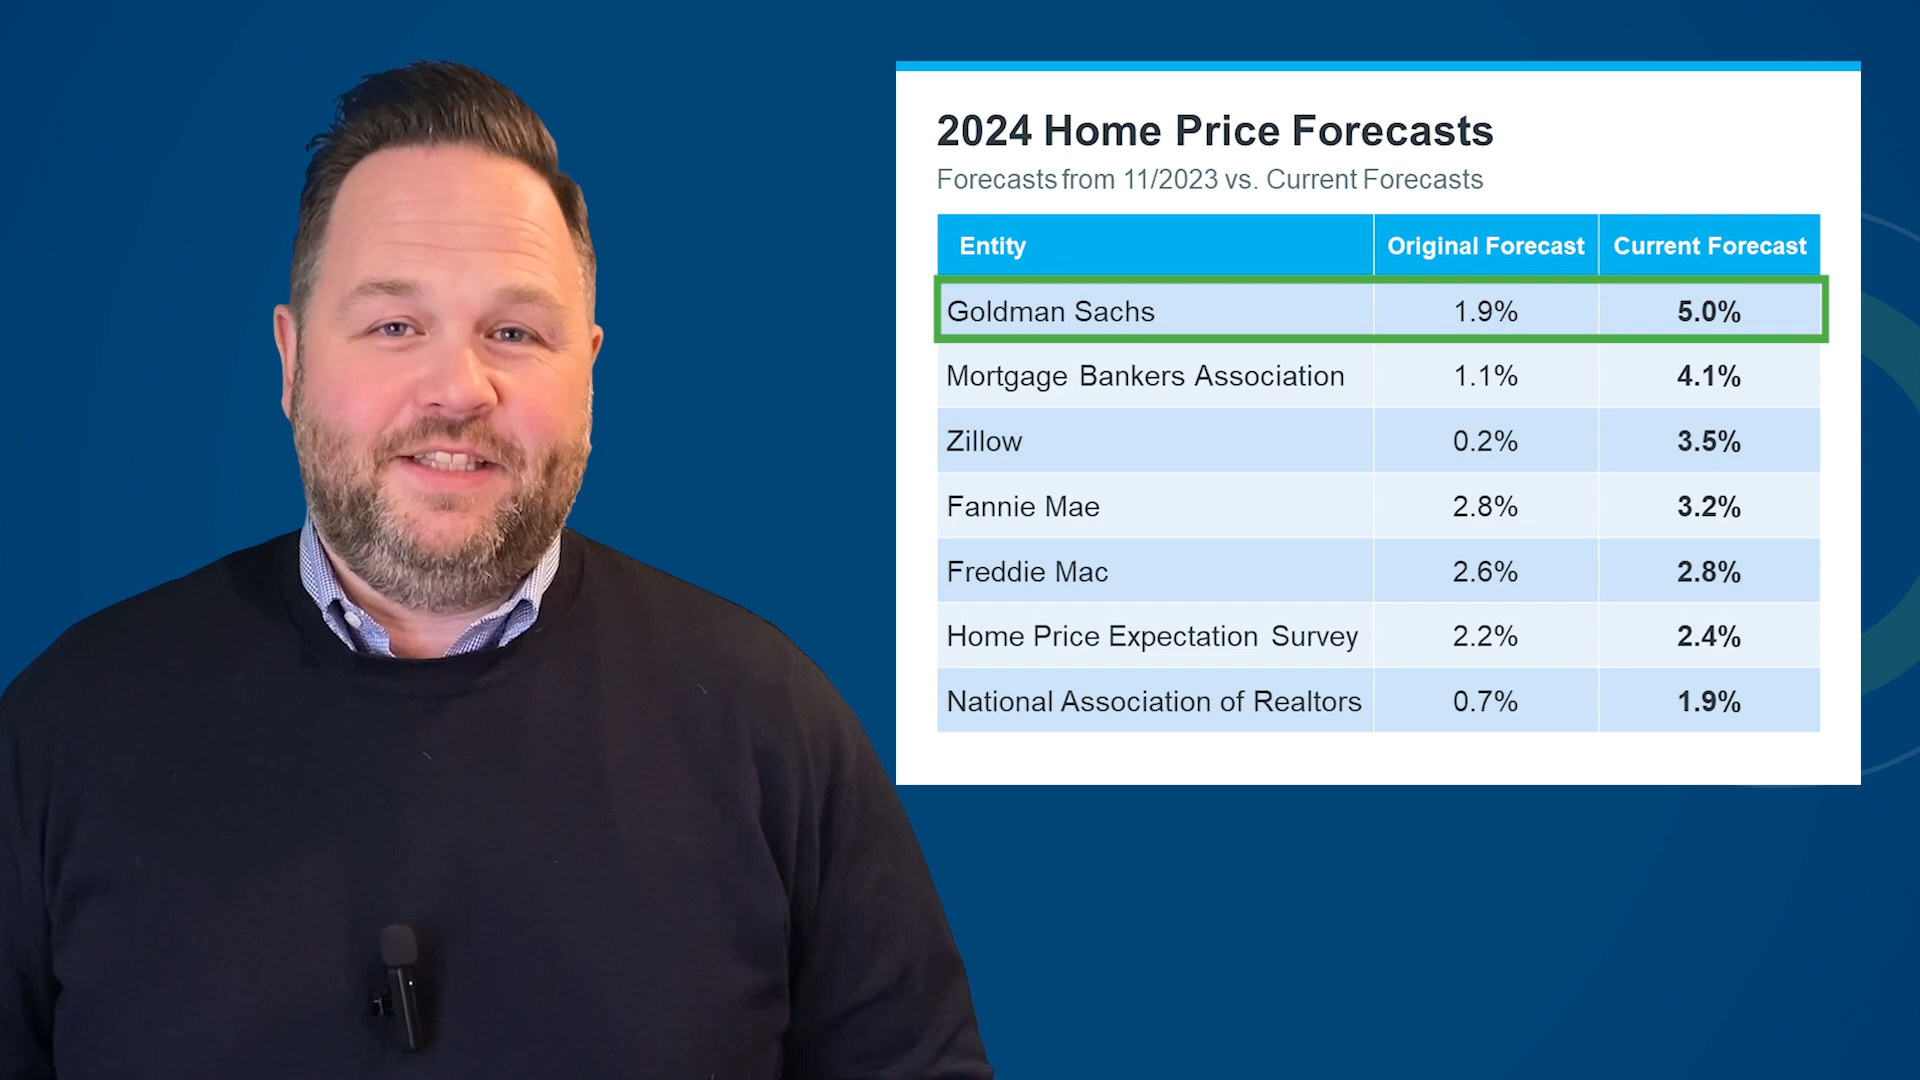 2024 Home Price Forecasts
Forecasts from 11/2023 vs. Current Forecasts
Entity Original Forecast Current Forecast
Goldman Sachs 1.9% 5.0%
Mortgage Bankers Association 1.1% 4.1%
Zillow 0.2% 3.5%
Fannie Mae 2.8% 3.2%
Freddie Mac 2.6% 2.8%
Home Price Expectation Survey 2.2% 2.4%
National Association of Realtors 0.7% 1.9%